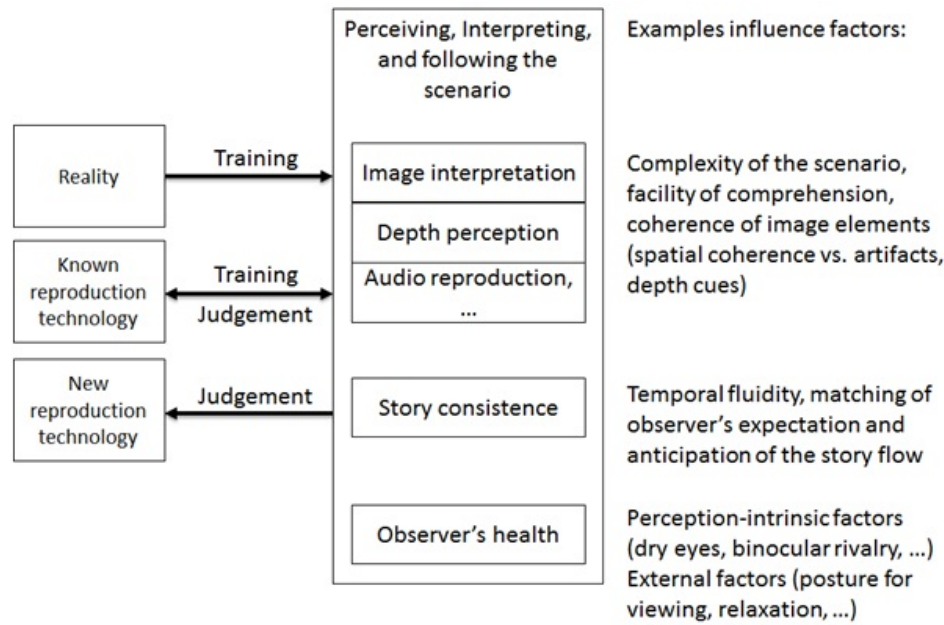 Perceiving, Interpreting,
and following the
scenario
Examples influence factors:
Reality
Training
Image interpretation
Depth perception
Audio reproduction,
...
Complexity of the scenario,
facility of comprehension,
coherence of image elements
(spatial coherence vs. artifacts,
depth cues)
Known
reproduction
technology
Training
Judgement
New
reproduction
technology
Judgement
Story consistence
Temporal fluidity, matching of
observer's expectation and
anticipation of the story flow
Observer's health
Perception-intrinsic factors
(dry eyes, binocular rivalry, ...)
External factors (posture for
viewing, relaxation, ...)